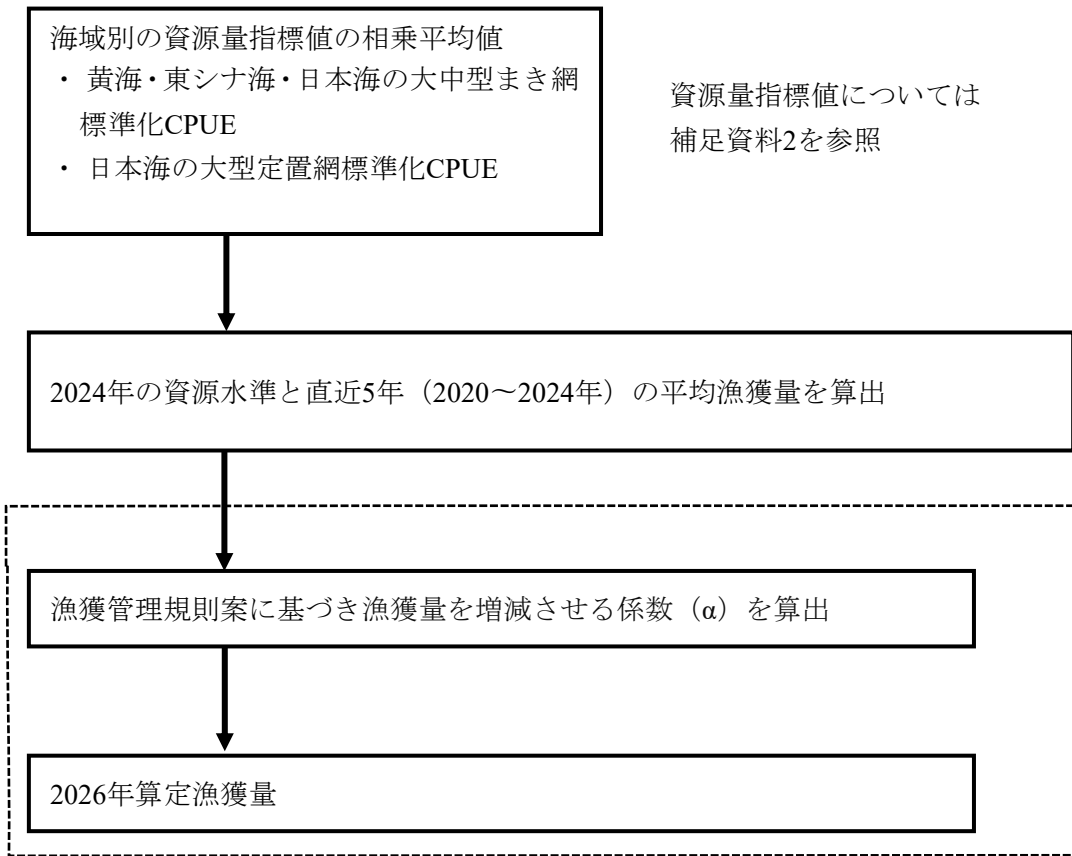 海域別の資源量指標値の相乗平均値
・ 黄海・東シナ海・日本海の大中型まき網
標準化CPUE
・ 日本海の大型定置網標準化CPUE
資源量指標値については
補足資料2を参照
2024年の資源水準と直近5年（2020～2024年）の平均漁獲量を算出
漁獲管理規則案に基づき漁獲量を増減させる係数（α）を算出
2026年算定漁獲量